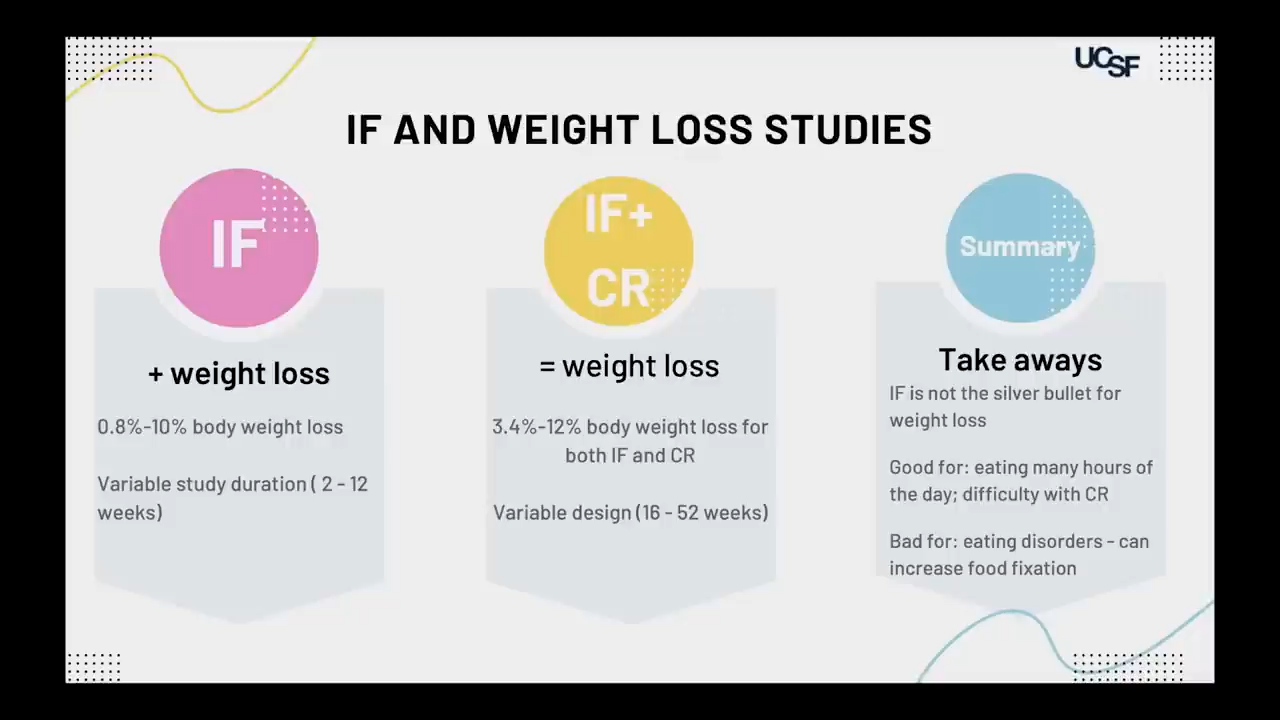 UCSF
IF AND WEIGHT LOSS STUDIES
IF
+ weight loss
0.8%-10% body weight loss
Variable study duration ( 2 - 12
weeks)
IF+
CR
= weight loss
3.4%-12% body weight loss for
both IF and CR
Variable design (16 - 52 weeks)
Summary
Take aways
IF is not the silver bullet for
weight loss
Good for: eating many hours of
the day; difficulty with CR
Bad for: eating disorders - can
increase food fixation